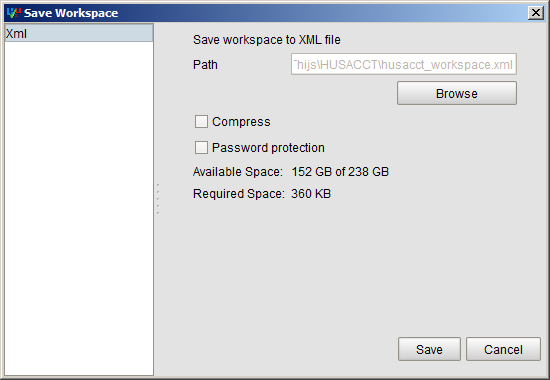 Save Workspace
Xml
Save workspace to XML file
Path hijs\HUSACCT\husacct_workspace.xml
Browse
Compress
Password protection
Available Space: 152 GB of 238 GB
Required Space: 360 KB
Save Cancel